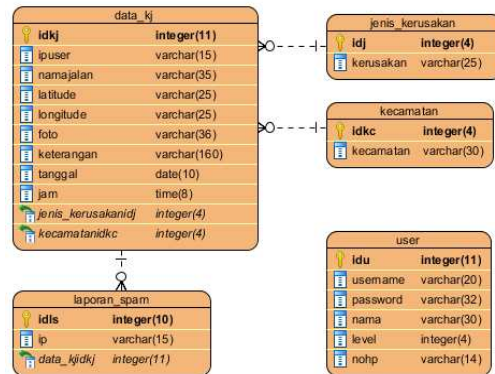 data_kj
idkj integer(11)
ipuser varchar(15)
namajalan varchar(35)
latitude varchar(25)
longitude varchar(25)
foto varchar(36)
keterangan varchar(160)
tanggal date(10)
jam time(8)
jenis_kerusakanidj integer(4)
kecamatanidkc integer(4)
jenis_kerusakan
idj integer(4)
kerusakan varchar(25)
kecamatan
idkc integer(4)
kecamatan varchar(30)
laporan_spam
idls integer(10)
ip varchar(15)
data_kjidkj integer(11)
user
idu integer(11)
username varchar(20)
password varchar(32)
nama varchar(30)
level integer(4)
nohp varchar(14)